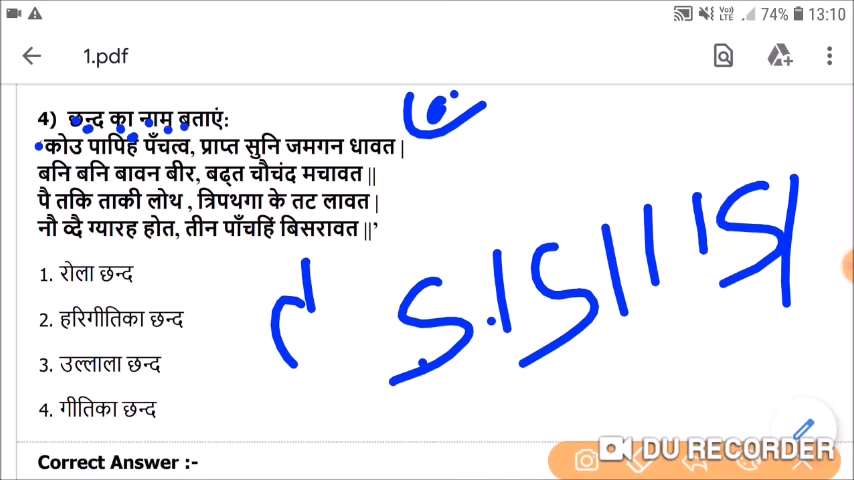 74% 13:10
1.pdf
4) छन्द का नाम बताएं:
'कोउ पापिहँ पँचत्व, प्राप्त सुनि जमगन धावत |
बनि बनि बावन बीर, बढ़त चौचंद मचावत ||
पै तकि ताकी लोथ , त्रिपथगा के तट लावत |
नौ व्दै ग्यारह होत, तीन पाँचहिं बिसरावत ||'
1. रोला छन्द
2. हरिगीतिका छन्द
3. उल्लाला छन्द
4. गीतिका छन्द
Correct Answer :-
DU RECORDER